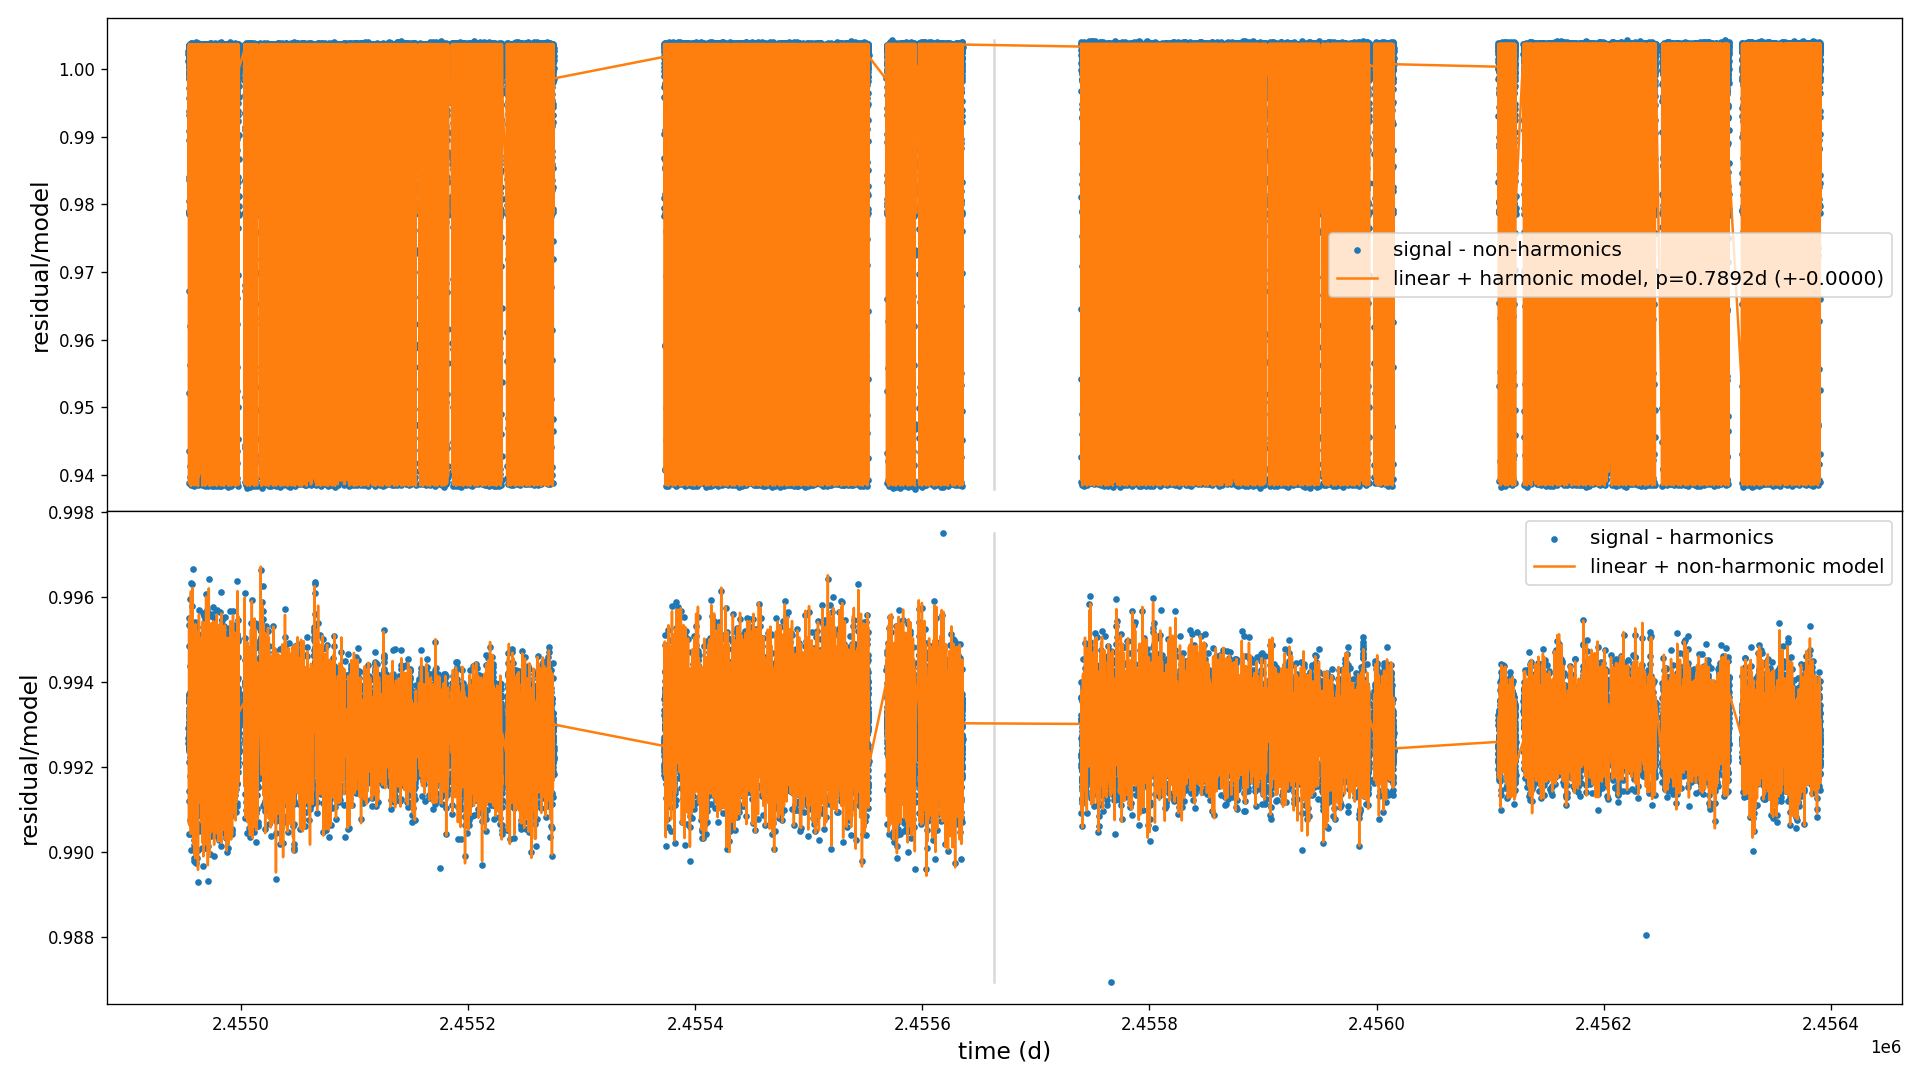 1.00
0.99
0.98
0.97
0.96
0.95
0.94
residual/model
signal - non-harmonics
linear + harmonic model, p=0.7892d (+-0.0000)
0.998
0.996
0.994
0.992
0.990
0.988
residual/model
signal - harmonics
linear + non-harmonic model
2.4550 2.4552 2.4554 2.4556 2.4558 2.4560 2.4562 2.4564
time (d)
1e6